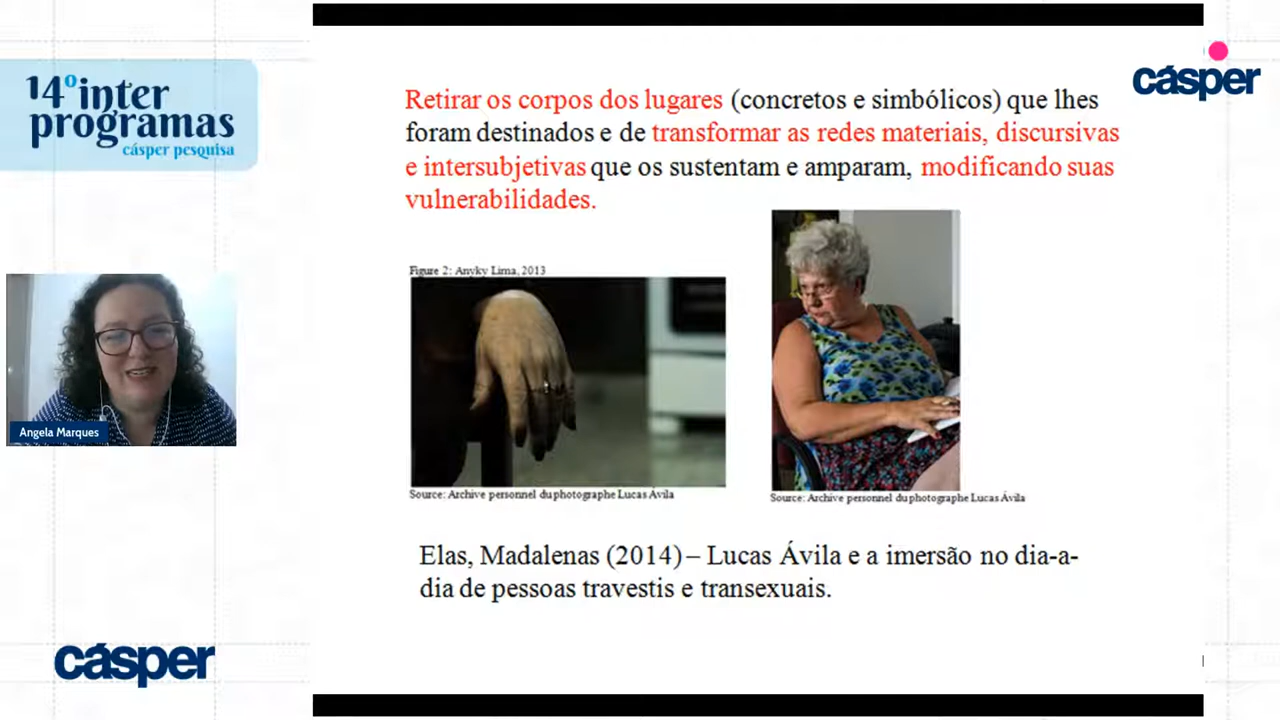 14º inter
programas
cásper pesquisa
cásper
Retirar os corpos dos lugares (concretos e simbólicos) que lhes
foram destinados e de transformar as redes materiais, discursivas
e intersubjetivas que os sustentam e amparam, modificando suas
vulnerabilidades.
Figure 2: Anyky Lima, 2013
Angela Marques
Source: Archive personnel du photographe Lucas Ávila
Source: Archive personnel du photographe Lucas Ávila
Elas, Madalenas (2014) – Lucas Ávila e a imersão no dia-a-
dia de pessoas travestis e transexuais.
cásper